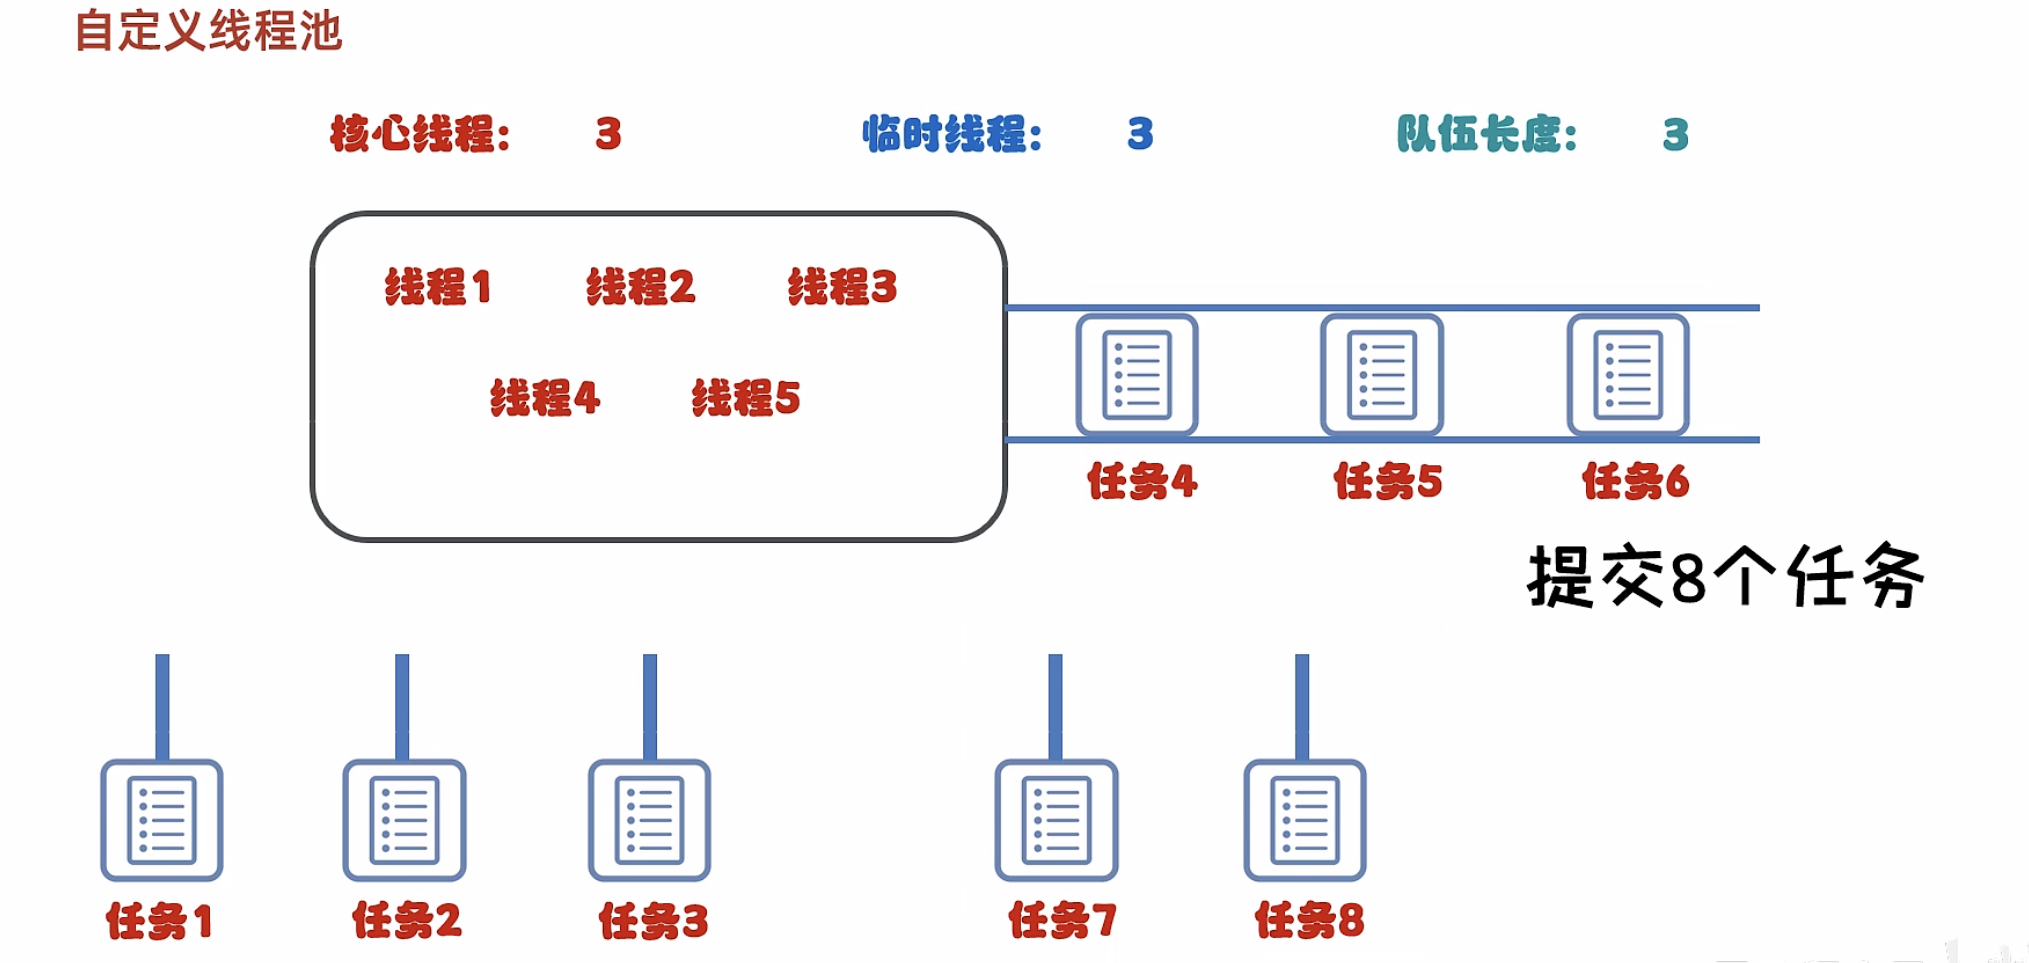 自定义线程池
核心线程: 3 临时线程: 3 队伍长度: 3
线程1 线程2 线程3
线程4 线程5
任务4 任务5 任务6
提交8个任务
任务1 任务2 任务3 任务7 任务8